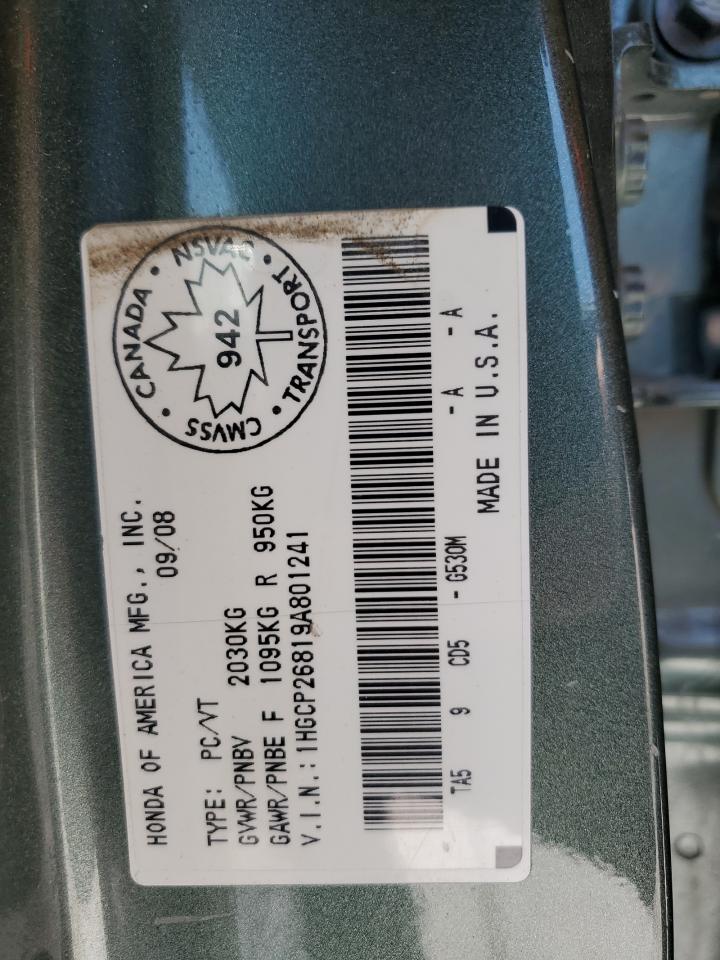 HONDA OF AMERICA MFG., INC.
09/08
TYPE: PC/VT
GVWR/PNBV 2030KG
GAWR/PNBE F 1095KG R 950KG
V.I.N.: 1HGCP26819A801241
CANADA • NSVAC • TRANSPORT • CMVSS •
942
TA5 9 CD5 - G530M - A - A
MADE IN U.S.A.